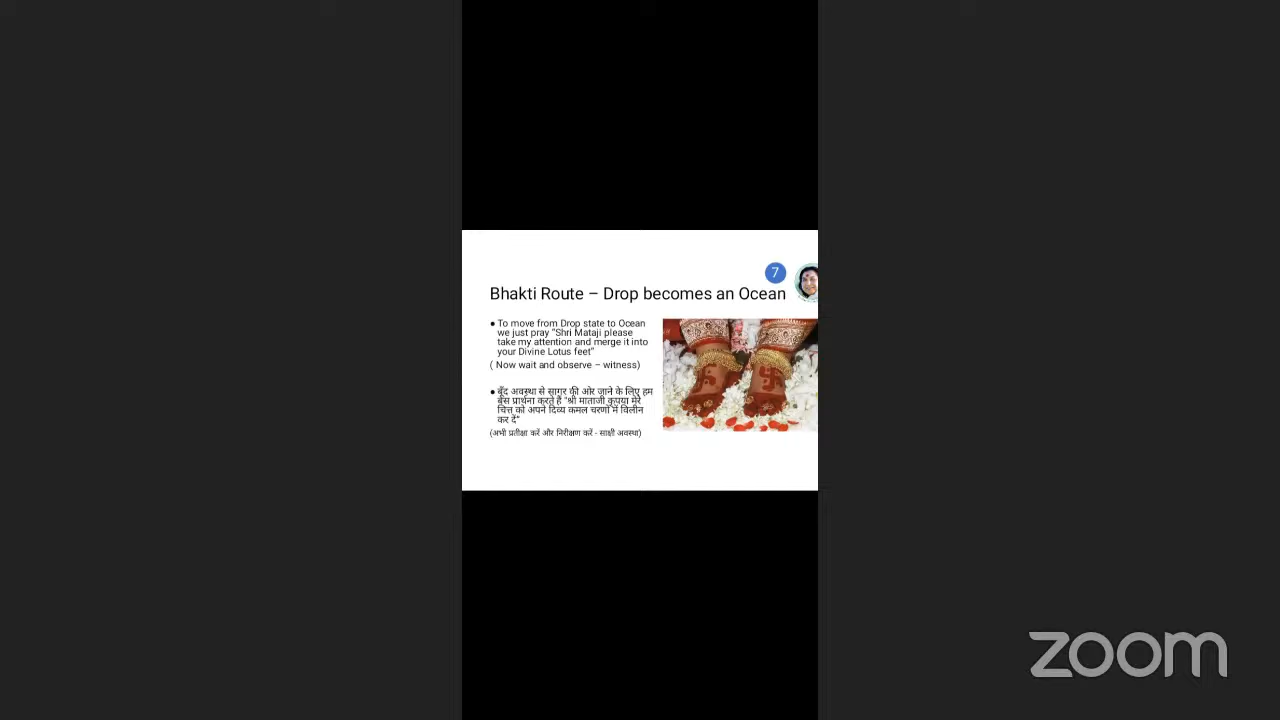 7
Bhakti Route – Drop becomes an Ocean
● To move from Drop state to Ocean
we just pray "Shri Mataji please
take my attention and merge it into
your Divine Lotus feet"
( Now wait and observe – witness)
● बूँद अवस्था से सागर की ओर जाने के लिए हम
बस प्रार्थना करते हैं "श्री माताजी कृपया मेरे
चित्त को अपने दिव्य कमल चरणों में विलीन
कर दें"
(अभी प्रतीक्षा करें और निरीक्षण करें - साक्षी अवस्था)
zoom